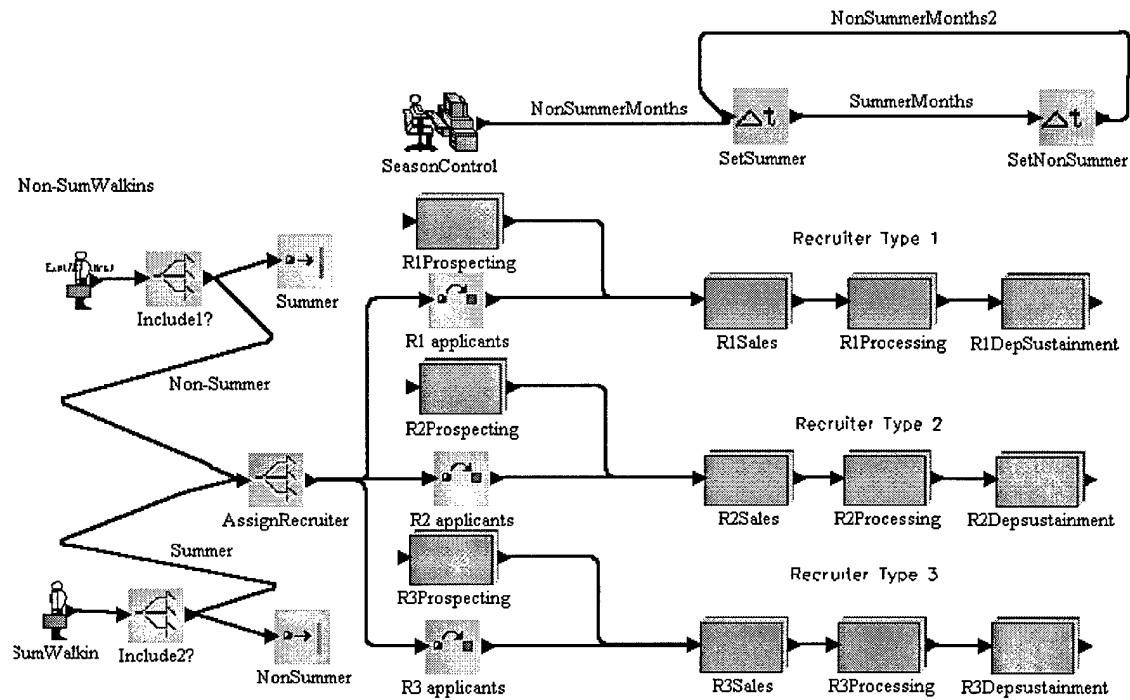 NonSummerMonths2
NonSummerMonths
SummerMonths
SeasonControl
SetSummer
SetNonSummer
Non-SumWalkins
Include1?
Summer
Non-Summer
R1Prospecting
Recruiter Type 1
R1 applicants
R1Sales
R1Processing
R1DepSustainment
R2Prospecting
Recruiter Type 2
AssignRecruiter
R2 applicants
R2Sales
R2Processing
R2Depsustainment
Summer
R3Prospecting
Recruiter Type 3
SumWalkin
Include2?
NonSummer
R3 applicants
R3Sales
R3Processing
R3Depsustainment